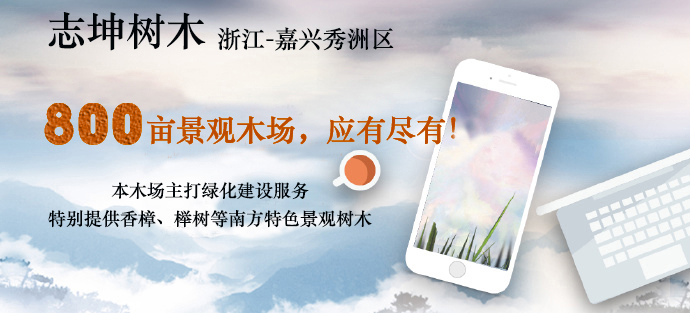 志坤树木 浙江-嘉兴秀洲区
800亩景观木场，应有尽有!
本木场主打绿化建设服务
特别提供香樟、榉树等南方特色景观树木